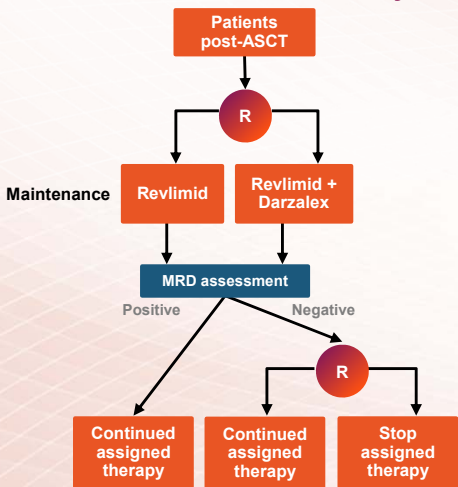 Patients
post-ASCT
R
Maintenance
Revlimid
Revlimid +
Darzalex
MRD assessment
Positive
Negative
R
Continued
assigned
therapy
Continued
assigned
therapy
Stop
assigned
therapy